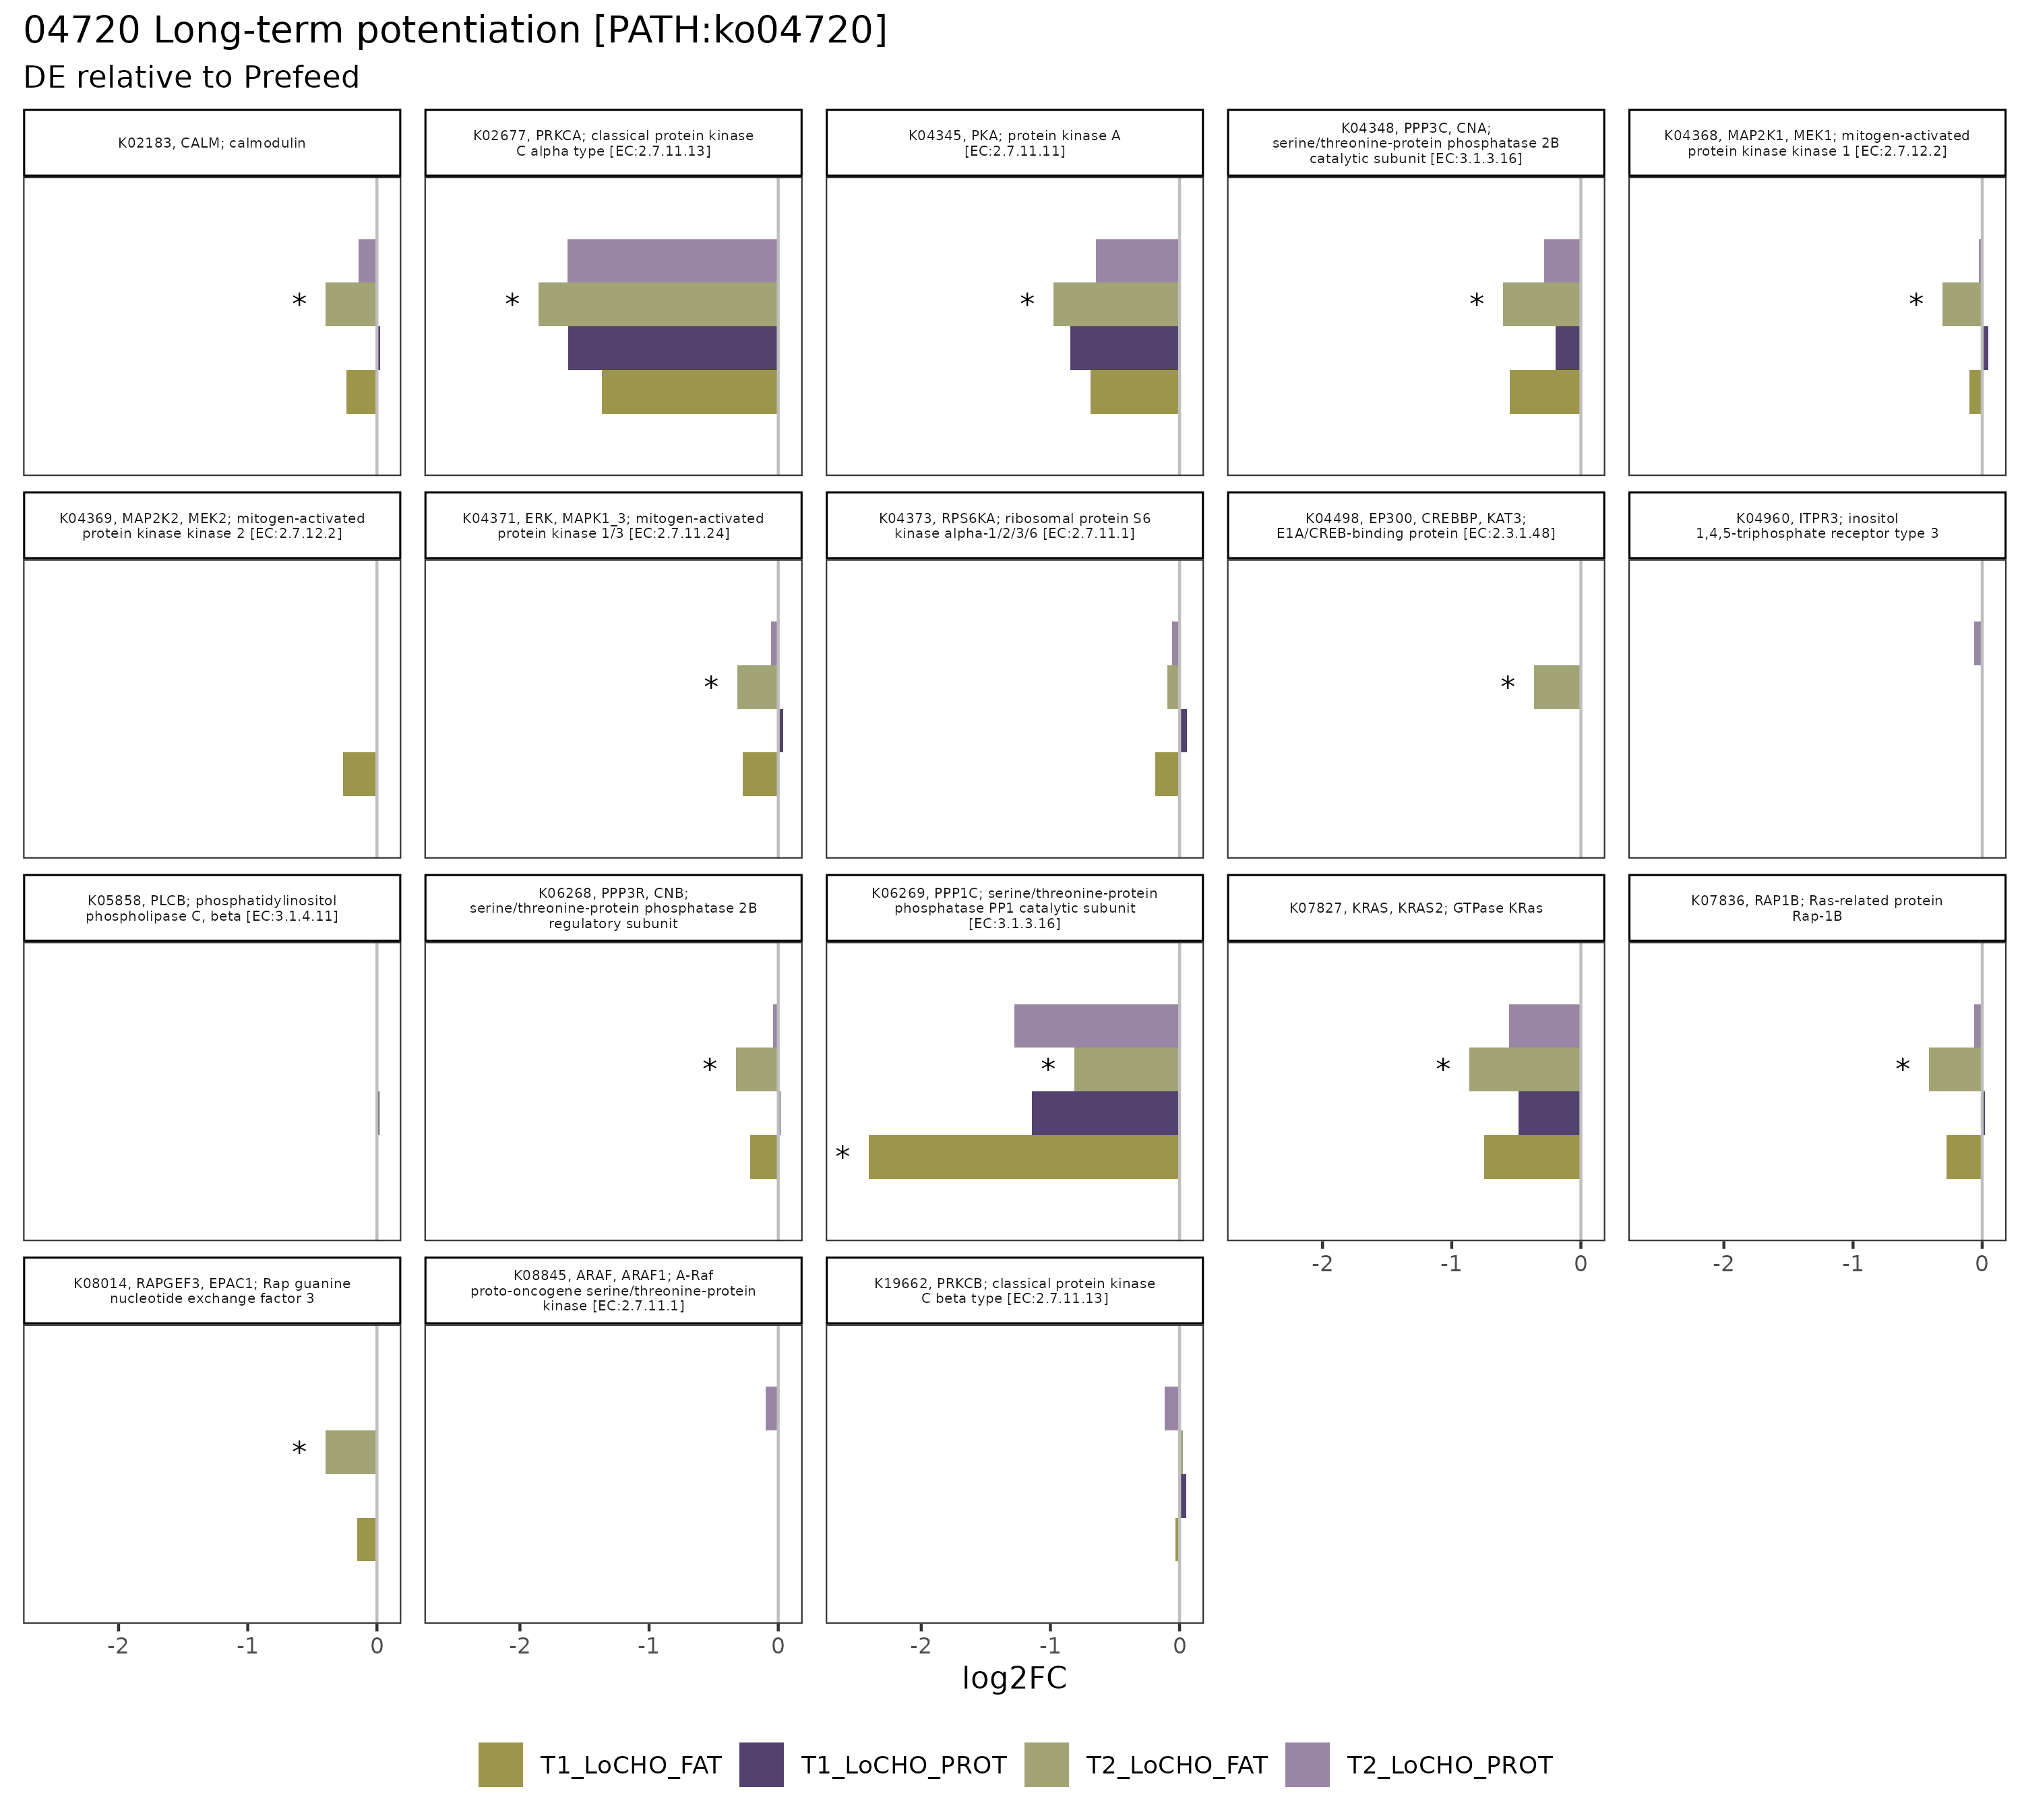 04720 Long-term potentiation [PATH:ko04720]
DE relative to Prefeed
K02183, CALM; calmodulin
K02677, PRKCA; classical protein kinase
C alpha type [EC:2.7.11.13]
K04345, PKA; protein kinase A
[EC:2.7.11.11]
K04348, PPP3C, CNA;
serine/threonine-protein phosphatase 2B
catalytic subunit [EC:3.1.3.16]
K04368, MAP2K1, MEK1; mitogen-activated
protein kinase kinase 1 [EC:2.7.12.2]
*
*
*
*
*
K04369, MAP2K2, MEK2; mitogen-activated
protein kinase kinase 2 [EC:2.7.12.2]
K04371, ERK, MAPK1_3; mitogen-activated
protein kinase 1/3 [EC:2.7.11.24]
K04373, RPS6KA; ribosomal protein S6
kinase alpha-1/2/3/6 [EC:2.7.11.1]
K04498, EP300, CREBBP, KAT3;
E1A/CREB-binding protein [EC:2.3.1.48]
K04960, ITPR3; inositol
1,4,5-triphosphate receptor type 3
*
*
K05858, PLCB; phosphatidylinositol
phospholipase C, beta [EC:3.1.4.11]
K06268, PPP3R, CNB;
serine/threonine-protein phosphatase 2B
regulatory subunit
K06269, PPP1C; serine/threonine-protein
phosphatase PP1 catalytic subunit
[EC:3.1.3.16]
K07827, KRAS, KRAS2; GTPase KRas
K07836, RAP1B; Ras-related protein
Rap-1B
*
*
*
*
*
-2 -1 0
-2 -1 0
K08014, RAPGEF3, EPAC1; Rap guanine
nucleotide exchange factor 3
K08845, ARAF, ARAF1; A-Raf
proto-oncogene serine/threonine-protein
kinase [EC:2.7.11.1]
K19662, PRKCB; classical protein kinase
C beta type [EC:2.7.11.13]
*
-2 -1 0
-2 -1 0
-2 -1 0
log2FC
T1_LoCHO_FAT T1_LoCHO_PROT T2_LoCHO_FAT T2_LoCHO_PROT